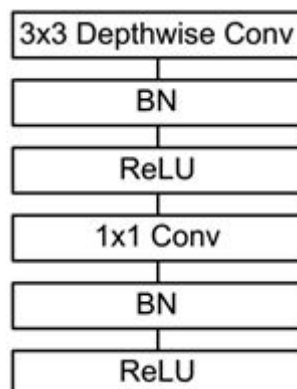 3x3 Depthwise Conv
BN
ReLU
1x1 Conv
BN
ReLU